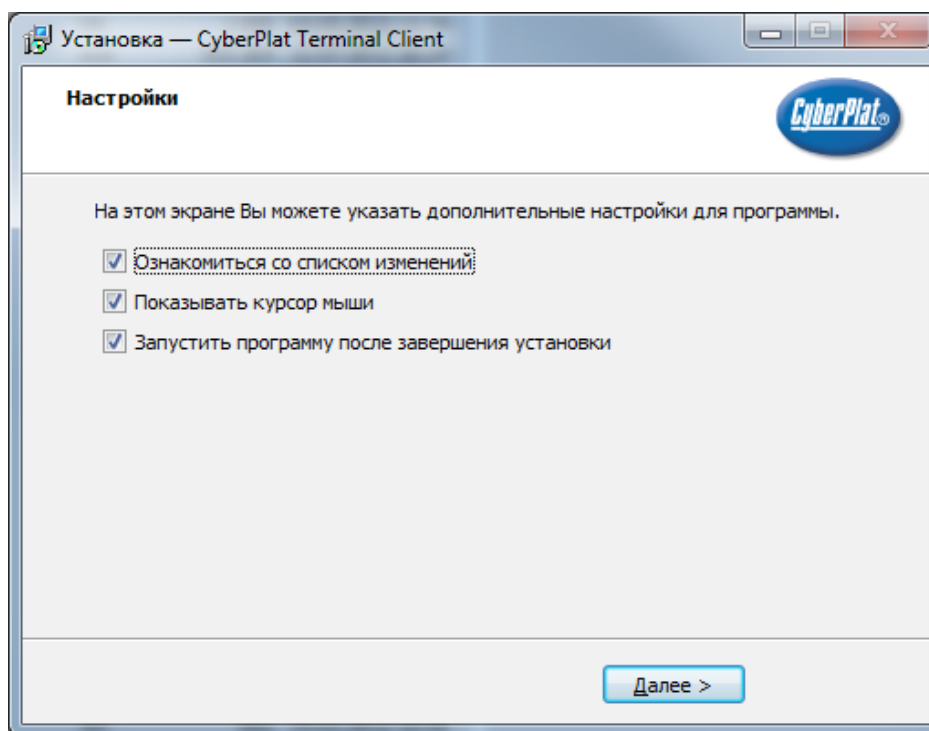 Установка — CyberPlat Terminal Client
Настройки
CyberPlat®
На этом экране Вы можете указать дополнительные настройки для программы.
Ознакомиться со списком изменений
Показывать курсор мыши
Запустить программу после завершения установки
Далее >